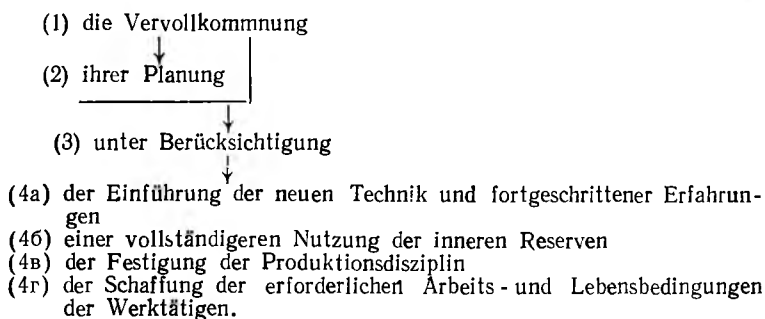 (1) die Vervollkommnung
(2) ihrer Planung
(3) unter Berücksichtigung
(4a) der Einführung der neuen Technik und fortgeschrittener Erfahrun-
gen
(4б) einer vollständigeren Nutzung der inneren Reserven
(4в) der Festigung der Produktionsdisziplin
(4г) der Schaffung der erforderlichen Arbeits - und Lebensbedingungen
der Werktätigen.